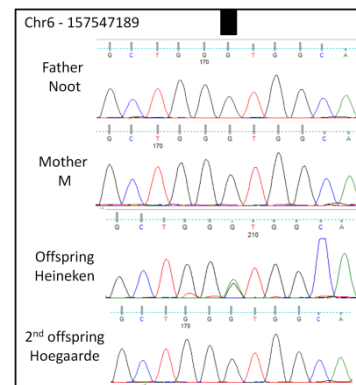 Chr6 - 157547189
G C T G G G T G G C A
170
Father
Noot
G C T G G G T G G C A
170
Mother
M
G C T G G G T G G C A
210
Offspring
Heineken
G C T G G G T G G C A
170
2nd offspring
Hoegaarde